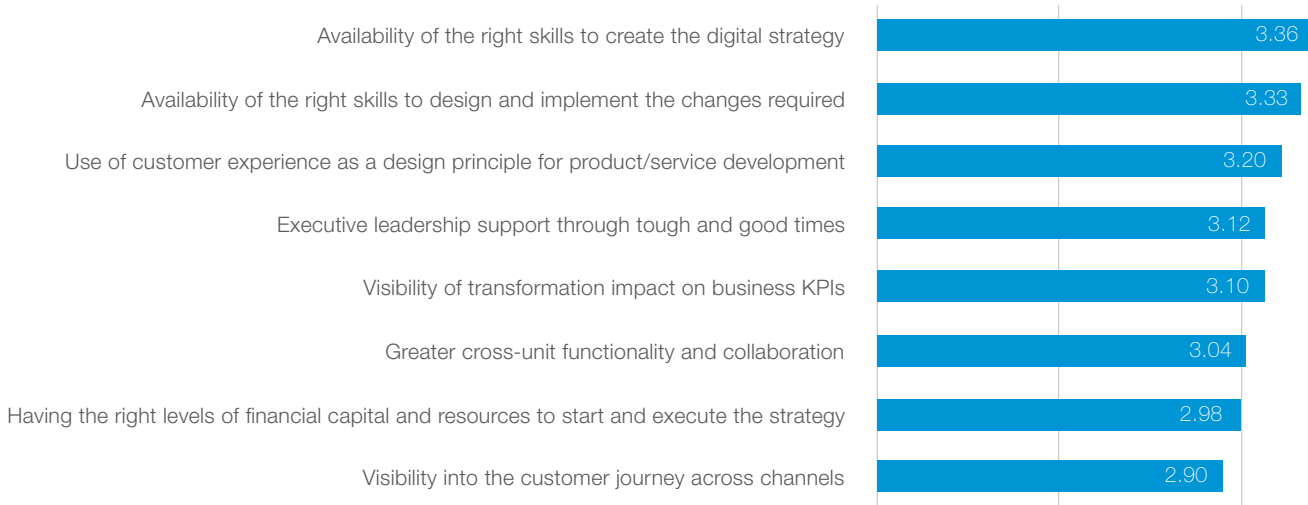 Availability of the right skills to create the digital strategy 3.36
Availability of the right skills to design and implement the changes required 3.33
Use of customer experience as a design principle for product/service development 3.20
Executive leadership support through tough and good times 3.12
Visibility of transformation impact on business KPIs 3.10
Greater cross-unit functionality and collaboration 3.04
Having the right levels of financial capital and resources to start and execute the strategy 2.98
Visibility into the customer journey across channels 2.90